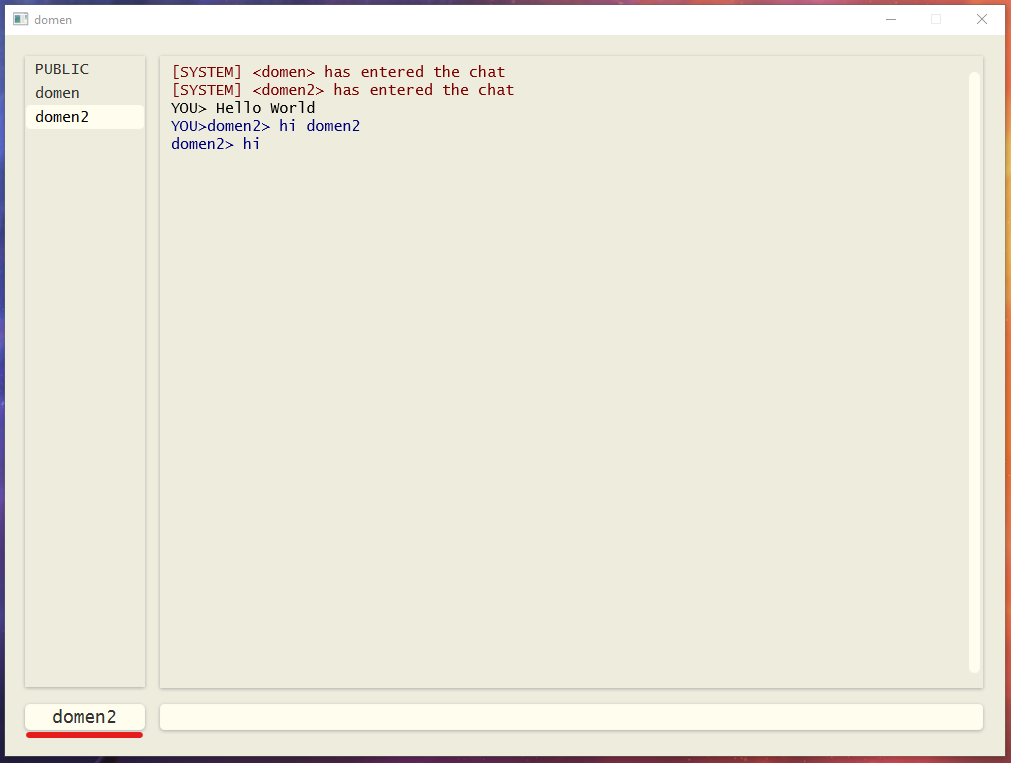 domen
PUBLIC
domen
domen2
[SYSTEM] <domen> has entered the chat
[SYSTEM] <domen2> has entered the chat
YOU> Hello World
YOU>domen2> hi domen2
domen2> hi
domen2